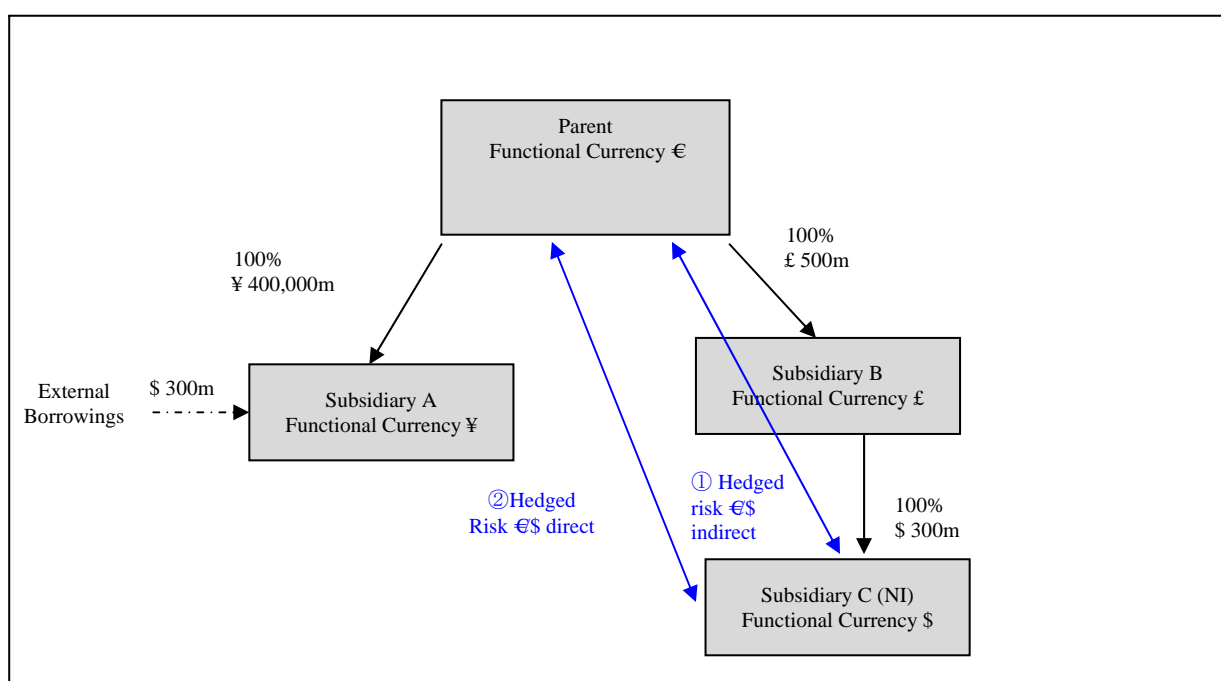 Parent
Functional Currency €
100%
¥ 400,000m
100%
£ 500m
External
Borrowings
$ 300m
Subsidiary A
Functional Currency ¥
Subsidiary B
Functional Currency £
②Hedged
Risk €/$ direct
① Hedged
risk €/$
indirect
100%
$ 300m
Subsidiary C (NI)
Functional Currency $